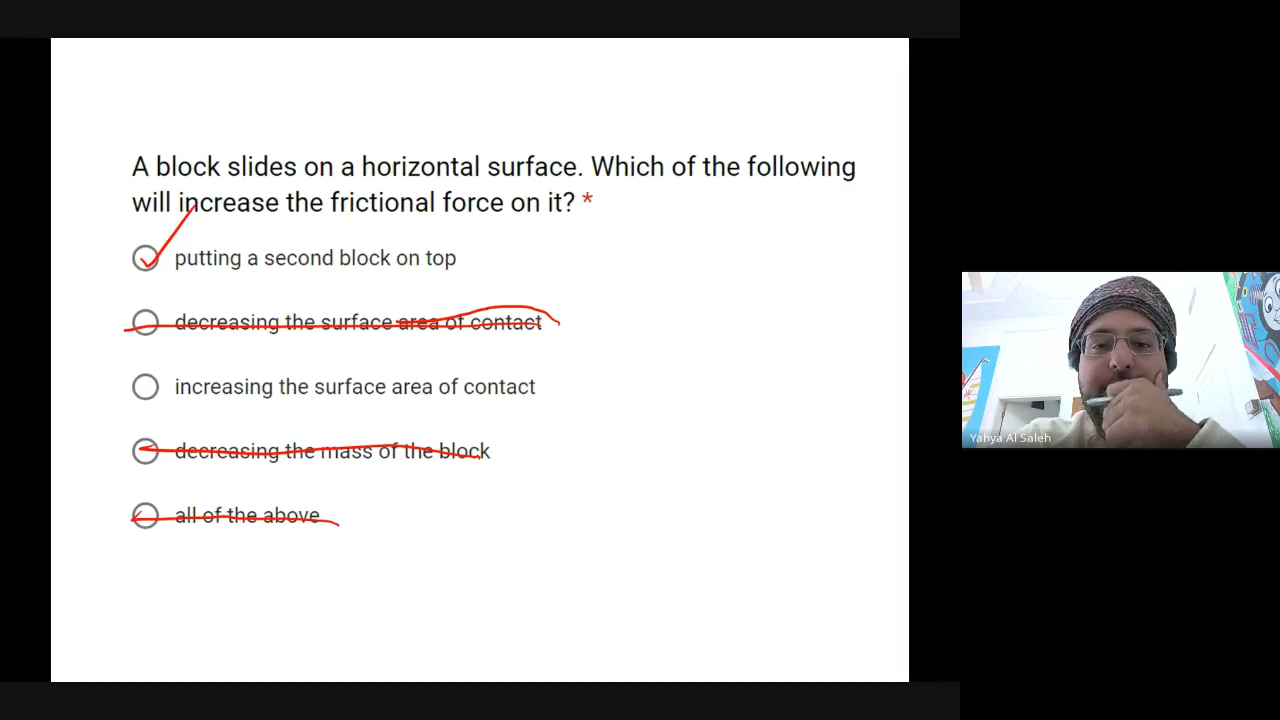 A block slides on a horizontal surface. Which of the following
will increase the frictional force on it? *
putting a second block on top
decreasing the surface area of contact
increasing the surface area of contact
decreasing the mass of the block
all of the above
Yahya Al Saleh